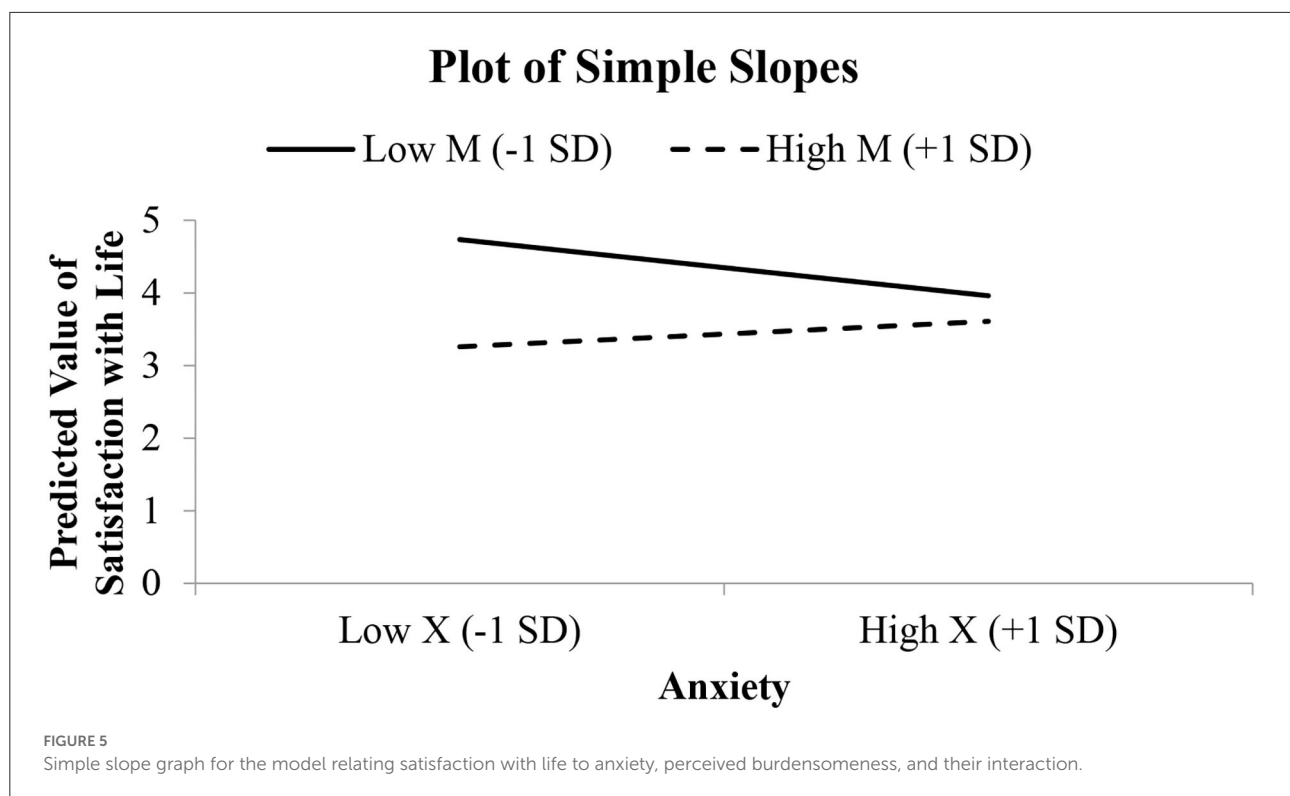 Plot of Simple Slopes
Low M (-1 SD) High M (+1 SD)
Predicted Value of
Satisfaction with Life
5
4
3
2
1
0
Low X (-1 SD) High X (+1 SD)
Anxiety
FIGURE 5
Simple slope graph for the model relating satisfaction with life to anxiety, perceived burdensomeness, and their interaction.